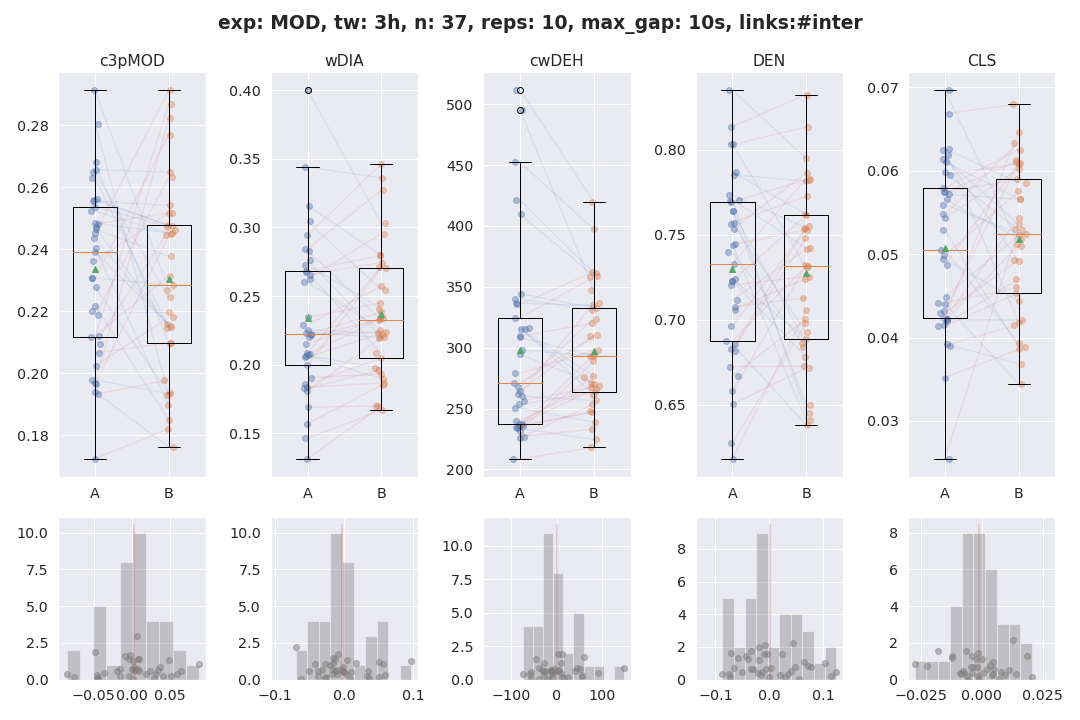 exp: MOD, tw: 3h, n: 37, reps: 10, max_gap: 10s, links:#inter
c3pMOD wDIA cwDEH DEN CLS
0.28 0.26 0.24 0.22 0.20 0.18
0.40 0.35 0.30 0.25 0.20 0.15
500 450 400 350 300 250 200
0.80 0.75 0.70 0.65
0.07 0.06 0.05 0.04 0.03
A B A B A B A B A B
10.0 7.5 5.0 2.5 0.0
10.0 7.5 5.0 2.5 0.0
10.0 7.5 5.0 2.5 0.0
8 6 4 2 0
8 6 4 2 0
−0.05 0.00 0.05
−0.1 0.0 0.1
−100 0 100
−0.1 0.0 0.1
−0.025 0.000 0.025